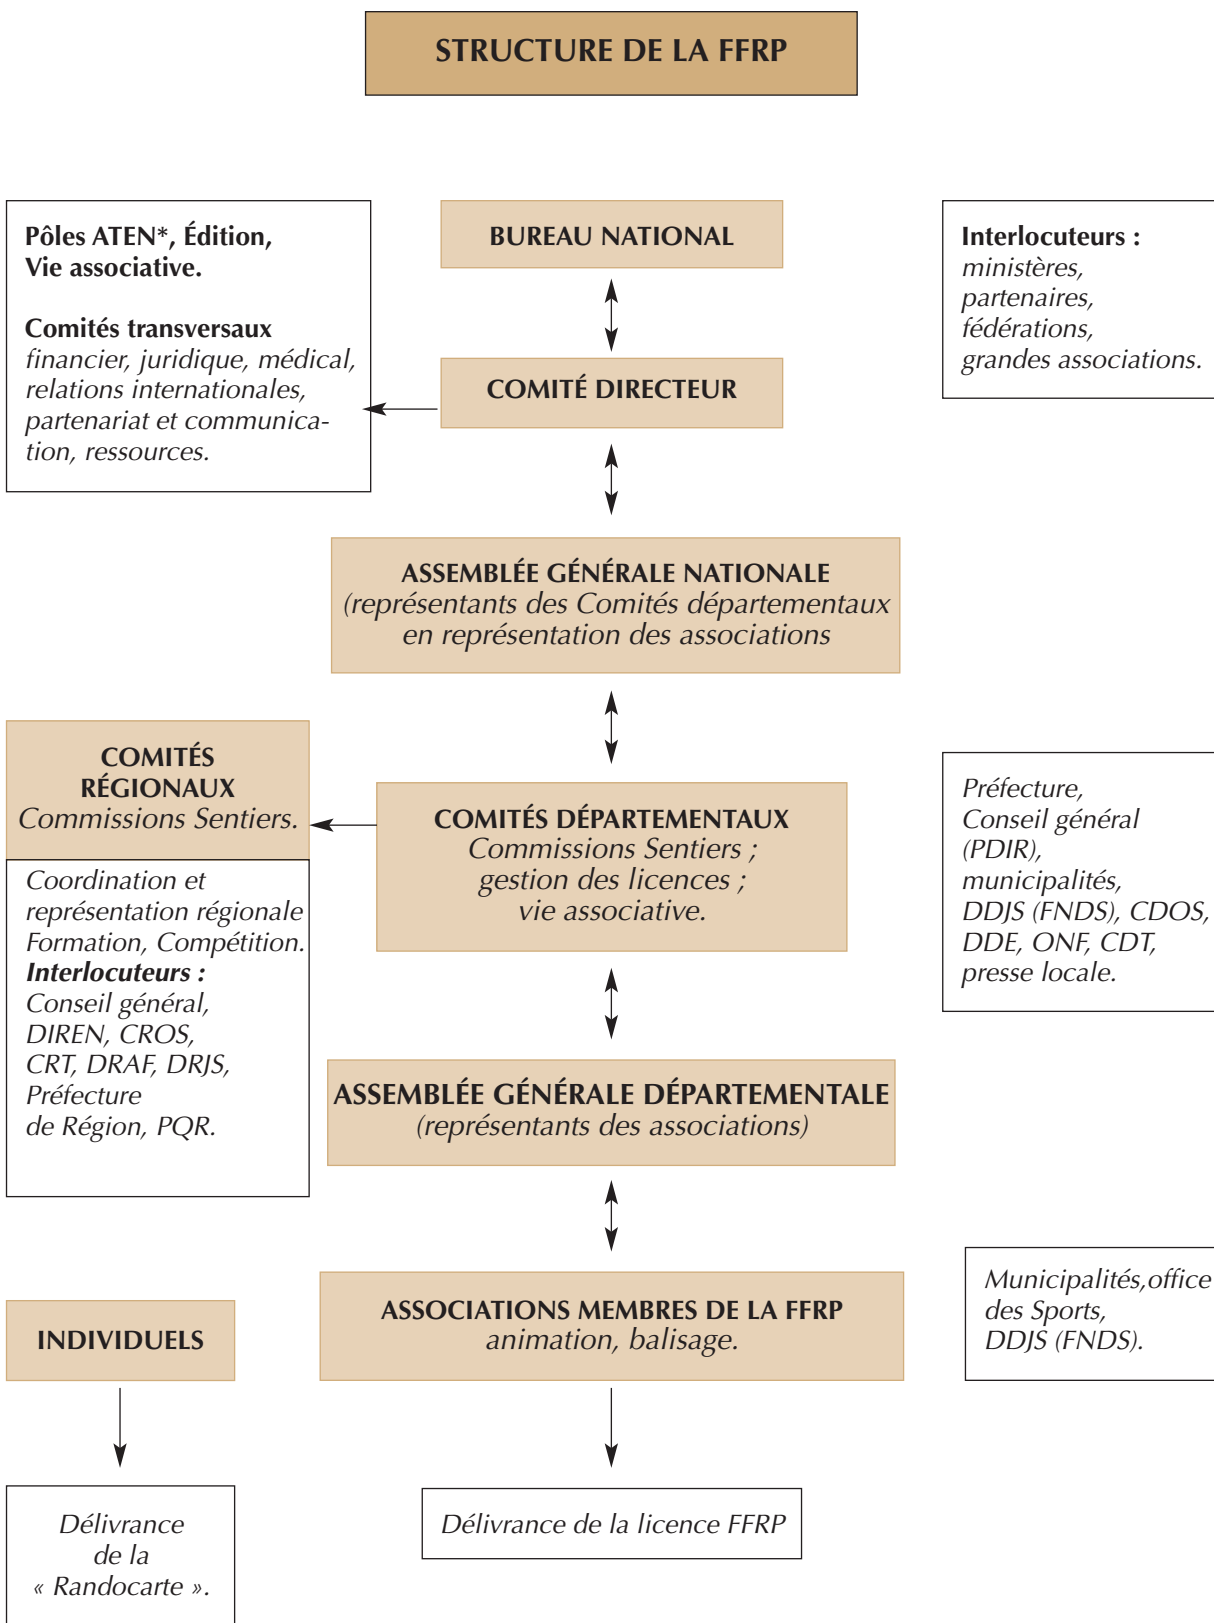 STRUCTURE DE LA FFRP
Pôles ATEN*, Édition,
Vie associative.
Comités transversaux
financier, juridique, médical,
relations internationales,
partenariat et communica-
tion, ressources.
BUREAU NATIONAL
COMITÉ DIRECTEUR
Interlocuteurs :
ministères,
partenaires,
fédérations,
grandes associations.
ASSEMBLÉE GÉNÉRALE NATIONALE
(représentants des Comités départementaux
en représentation des associations
COMITÉS
RÉGIONAUX
Commissions Sentiers.
Coordination et
représentation régionale
Formation, Compétition.
Interlocuteurs :
Conseil général,
DIREN, CROS,
CRT, DRAF, DRJS,
Préfecture
de Région, PQR.
COMITÉS DÉPARTEMENTAUX
Commissions Sentiers ;
gestion des licences ;
vie associative.
Préfecture,
Conseil général
(PDIR),
municipalités,
DDJS (FNDS), CDOS,
DDE, ONF, CDT,
presse locale.
ASSEMBLÉE GÉNÉRALE DÉPARTEMENTALE
(représentants des associations)
INDIVIDUELS
ASSOCIATIONS MEMBRES DE LA FFRP
animation, balisage.
Municipalités,office
des Sports,
DDJS (FNDS).
Délivrance
de la
« Randocarte ».
Délivrance de la licence FFRP